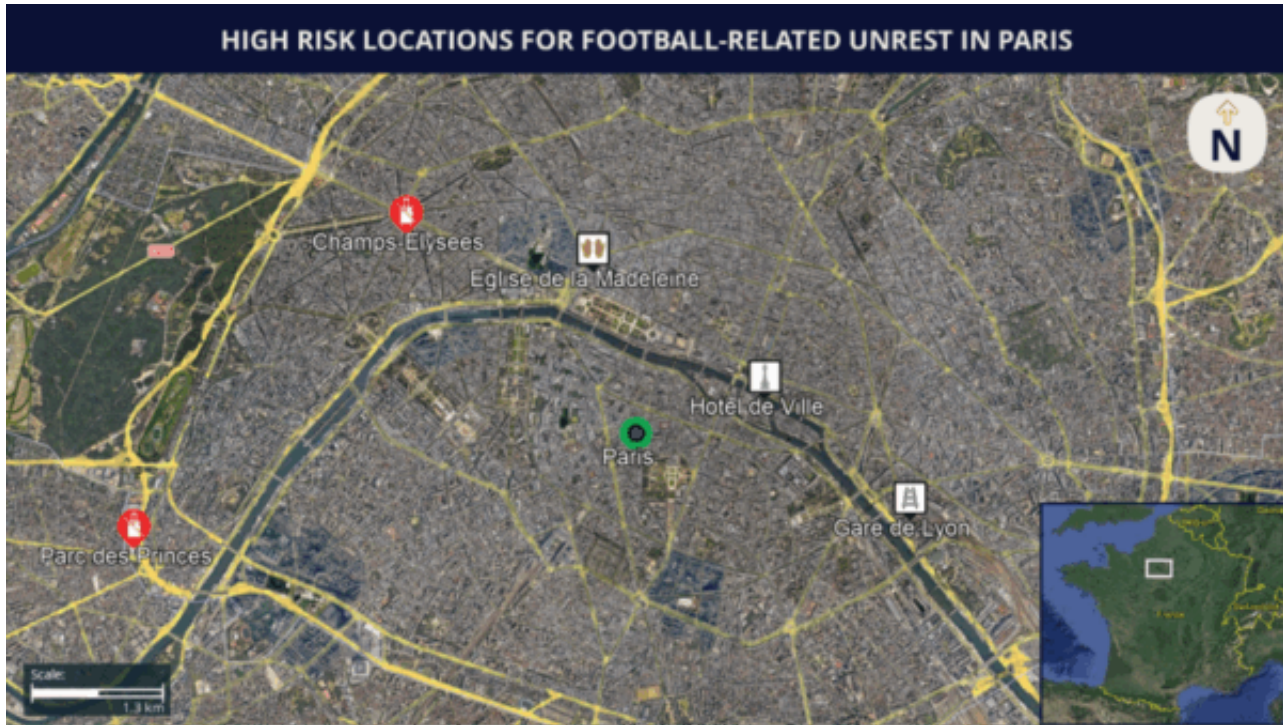 HIGH RISK LOCATIONS FOR FOOTBALL-RELATED UNREST IN PARIS
N
Champs-Elysees
Eglise de la Madeleine
Hotel de Ville
Paris
Gare de Lyon
Parc des Princes
Scale:
1.3 km
France